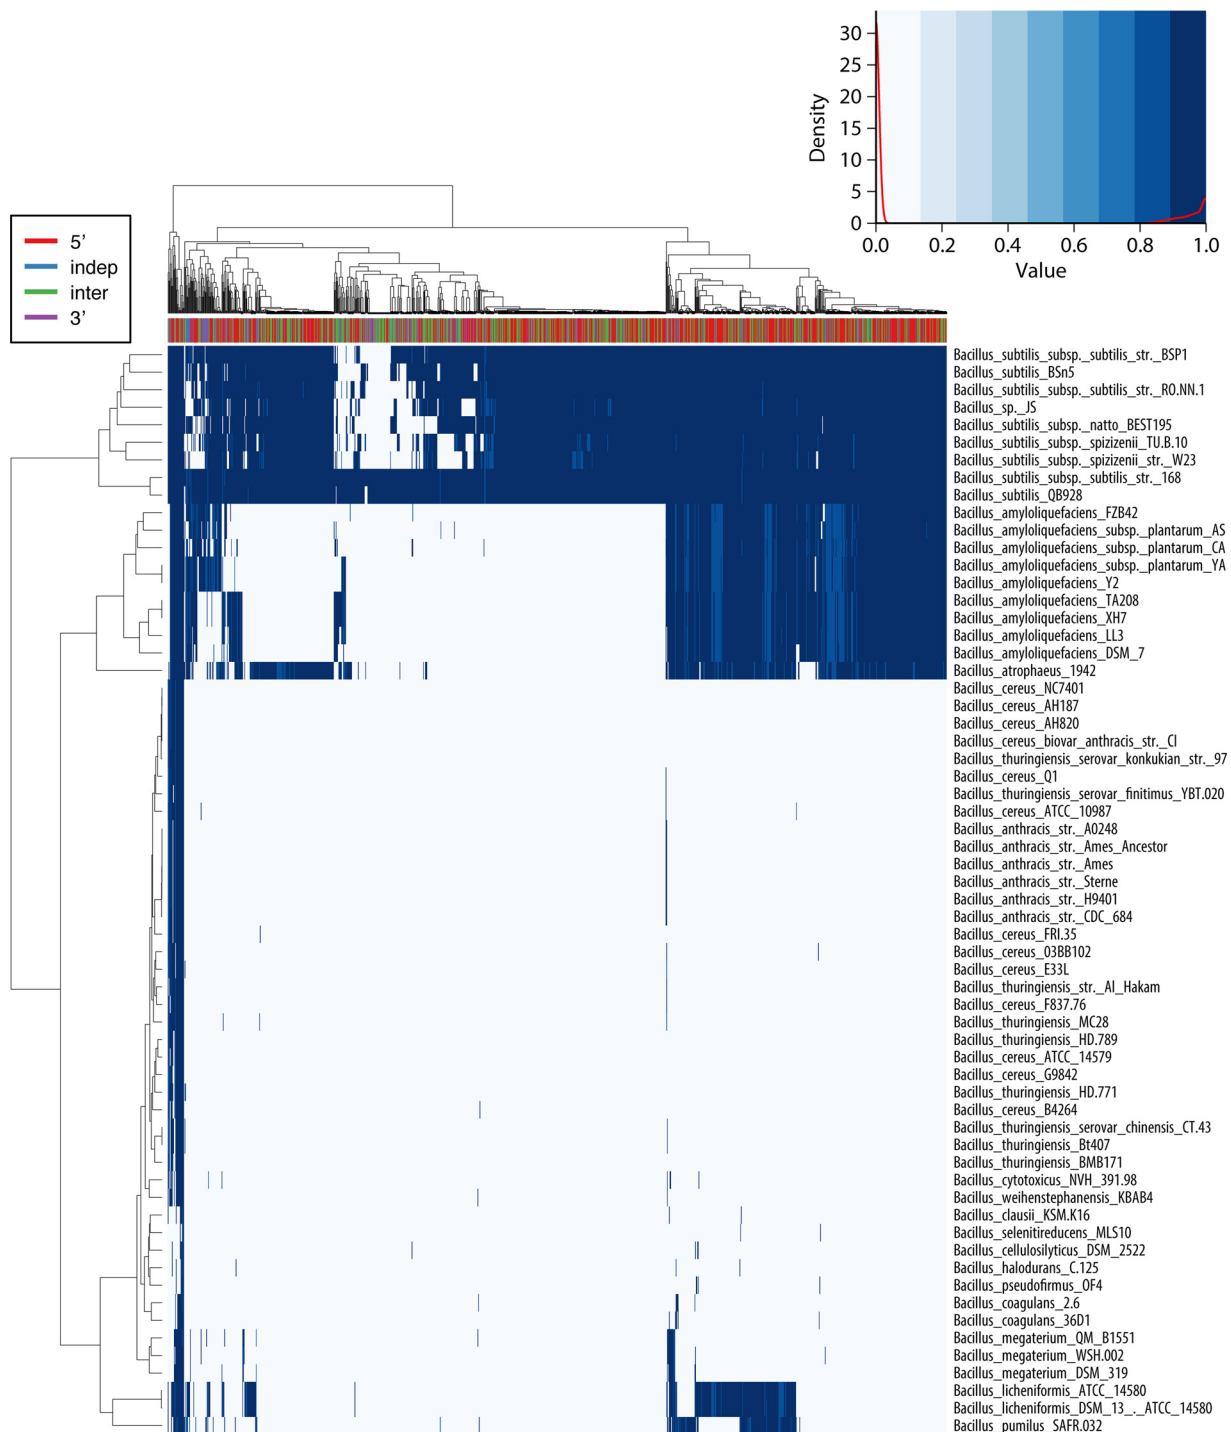 30
25
20
15
10
5
0
Density
0.0 0.2 0.4 0.6 0.8 1.0
Value
5’
indep
inter
3’
Bacillus_subtilis_subsp._subtilis_str._BSP1
Bacillus_subtilis_BSn5
Bacillus_subtilis_subsp._subtilis_str._RO.NN.1
Bacillus_sp._JS
Bacillus_subtilis_subsp._natto_BEST195
Bacillus_subtilis_subsp._spizizenii_TU.B.10
Bacillus_subtilis_subsp._spizizenii_str._W23
Bacillus_subtilis_subsp._subtilis_str._168
Bacillus_subtilis_QB928
Bacillus_amyloliquefaciens_FZB42
Bacillus_amyloliquefaciens_subsp._plantarum_AS
Bacillus_amyloliquefaciens_subsp._plantarum_CA
Bacillus_amyloliquefaciens_subsp._plantarum_YA
Bacillus_amyloliquefaciens_Y2
Bacillus_amyloliquefaciens_TA208
Bacillus_amyloliquefaciens_XH7
Bacillus_amyloliquefaciens_LL3
Bacillus_amyloliquefaciens_DSM_7
Bacillus_atrophaeus_1942
Bacillus_cereus_NC7401
Bacillus_cereus_AH187
Bacillus_cereus_AH820
Bacillus_cereus_biovar_anthracis_str._CI
Bacillus_thuringiensis_serovar_konkukian_str._97
Bacillus_cereus_Q1
Bacillus_thuringiensis_serovar_finitimus_YBT.020
Bacillus_cereus_ATCC_10987
Bacillus_anthracis_str._A0248
Bacillus_anthracis_str._Ames_Ancestor
Bacillus_anthracis_str._Ames
Bacillus_anthracis_str._Sterne
Bacillus_anthracis_str._H9401
Bacillus_anthracis_str._CDC_684
Bacillus_cereus_FRI.35
Bacillus_cereus_03BB102
Bacillus_cereus_E33L
Bacillus_thuringiensis_str._Al_Hakam
Bacillus_cereus_F837.76
Bacillus_thuringiensis_MC28
Bacillus_thuringiensis_HD.789
Bacillus_cereus_ATCC_14579
Bacillus_cereus_G9842
Bacillus_thuringiensis_HD.771
Bacillus_cereus_B4264
Bacillus_thuringiensis_serovar_chinensis_CT.43
Bacillus_thuringiensis_Bt407
Bacillus_thuringiensis_BMB171
Bacillus_cytotoxicus_NVH_391.98
Bacillus_weihenstephanensis_KBAB4
Bacillus_clausii_KSM.K16
Bacillus_selenitireducens_MLS10
Bacillus_cellulosilyticus_DSM_2522
Bacillus_halodurans_C.125
Bacillus_pseudofirmus_OF4
Bacillus_coagulans_2.6
Bacillus_coagulans_36D1
Bacillus_megaterium_QM_B1551
Bacillus_megaterium_WSH.002
Bacillus_megaterium_DSM_319
Bacillus_licheniformis_ATCC_14580
Bacillus_licheniformis_DSM_13_._ATCC_14580
Bacillus_pumilus_SAFR.032